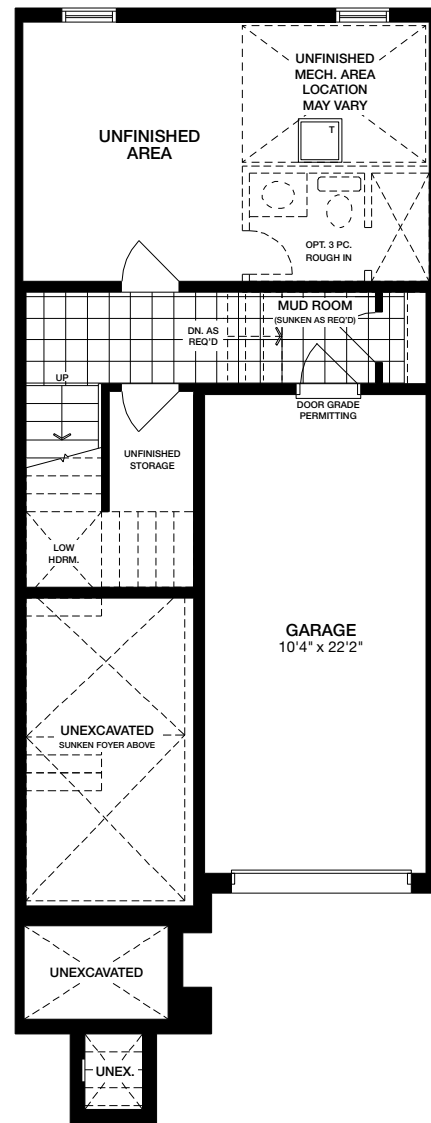 UNFINISHED
MECH. AREA
LOCATION
MAY VARY
T
UNFINISHED
AREA
OPT. 3 PC.
ROUGH IN
MUD ROOM
(SUNKEN AS REQ'D)
DN. AS
REQ'D
UP
DOOR GRADE
PERMITTING
UNFINISHED
STORAGE
LOW
HDRM.
GARAGE
10'4" x 22'2"
UNEXCAVATED
SUNKEN FOYER ABOVE
UNEXCAVATED
UNEX.